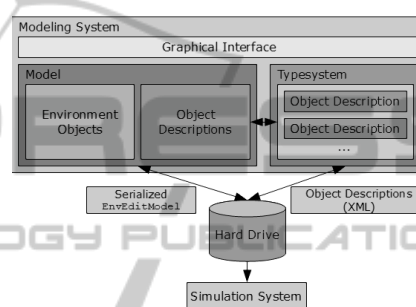 Modeling System
Graphical Interface
Model
Typesystem
Environment
Objects
Object
Descriptions
Object Description
Object Description
...
Serialized
EnvEditModel
Object Descriptions
(XML)
Hard Drive
Simulation System